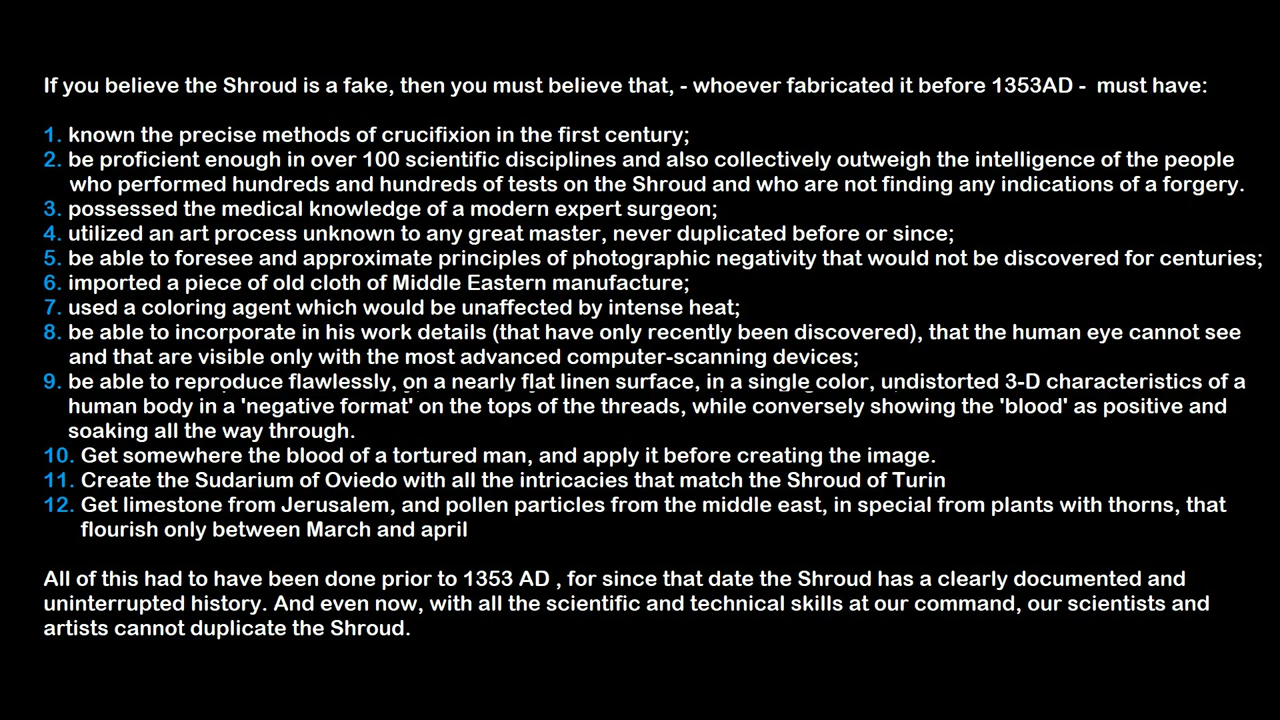 If you believe the Shroud is a fake, then you must believe that, - whoever fabricated it before 1353AD - must have:
1. known the precise methods of crucifixion in the first century;
2. be proficient enough in over 100 scientific disciplines and also collectively outweigh the intelligence of the people
who performed hundreds and hundreds of tests on the Shroud and who are not finding any indications of a forgery.
3. possessed the medical knowledge of a modern expert surgeon;
4. utilized an art process unknown to any great master, never duplicated before or since;
5. be able to foresee and approximate principles of photographic negativity that would not be discovered for centuries;
6. imported a piece of old cloth of Middle Eastern manufacture;
7. used a coloring agent which would be unaffected by intense heat;
8. be able to incorporate in his work details (that have only recently been discovered), that the human eye cannot see
and that are visible only with the most advanced computer-scanning devices;
9. be able to reproduce flawlessly, on a nearly flat linen surface, in a single color, undistorted 3-D characteristics of a
human body in a 'negative format' on the tops of the threads, while conversely showing the 'blood' as positive and
soaking all the way through.
10. Get somewhere the blood of a tortured man, and apply it before creating the image.
11. Create the Sudarium of Oviedo with all the intricacies that match the Shroud of Turin
12. Get limestone from Jerusalem, and pollen particles from the middle east, in special from plants with thorns, that
flourish only between March and april
All of this had to have been done prior to 1353 AD , for since that date the Shroud has a clearly documented and
uninterrupted history. And even now, with all the scientific and technical skills at our command, our scientists and
artists cannot duplicate the Shroud.